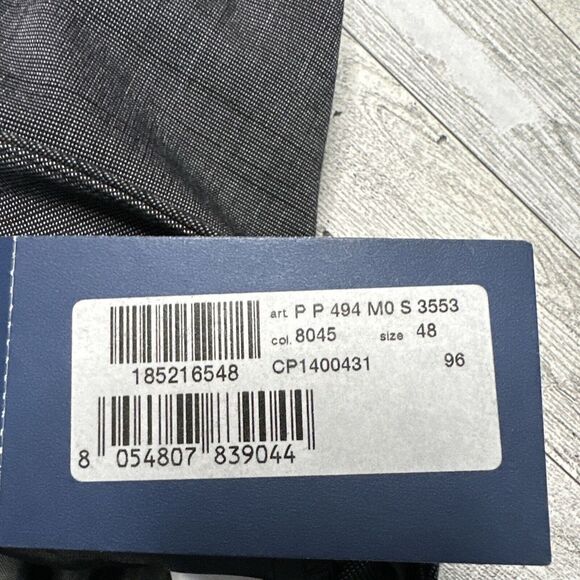 art. P P 494 M0 S 3553
col. 8045 size 48
185216548 CP1400431 96
8 054807 839044